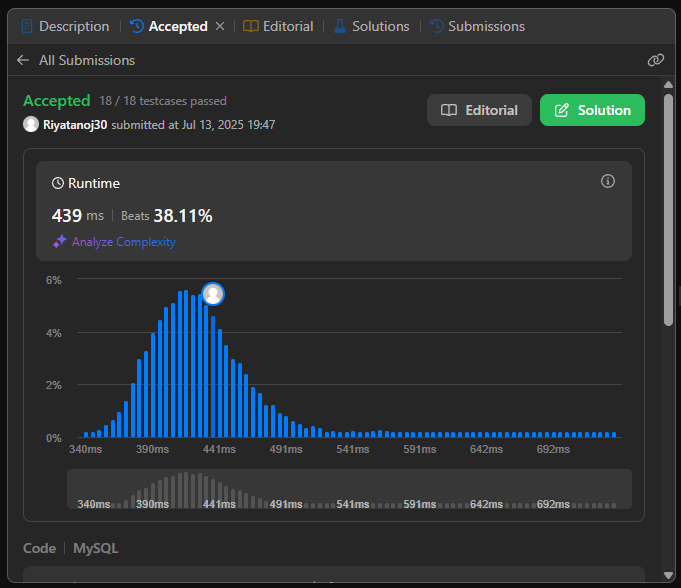 Description Accepted Editorial Solutions Submissions
All Submissions
Accepted 18 / 18 testcases passed
Riyatanoj30 submitted at Jul 13, 2025 19:47
Editorial
Solution
Runtime
439 ms Beats 38.11%
Analyze Complexity
6%
4%
2%
0%
340ms 390ms 441ms 491ms 541ms 591ms 642ms 692ms
340ms 390ms 441ms 491ms 541ms 591ms 642ms 692ms
Code MySQL